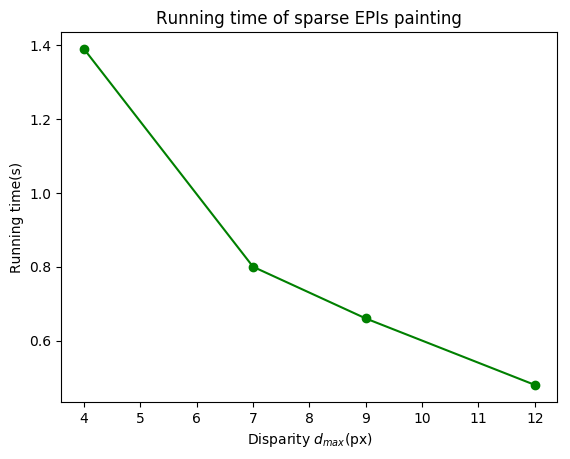 Running time of sparse EPIs painting
1.4
1.2
1.0
0.8
0.6
Running time(s)
4 5 6 7 8 9 10 11 12
Disparity d_max(px)